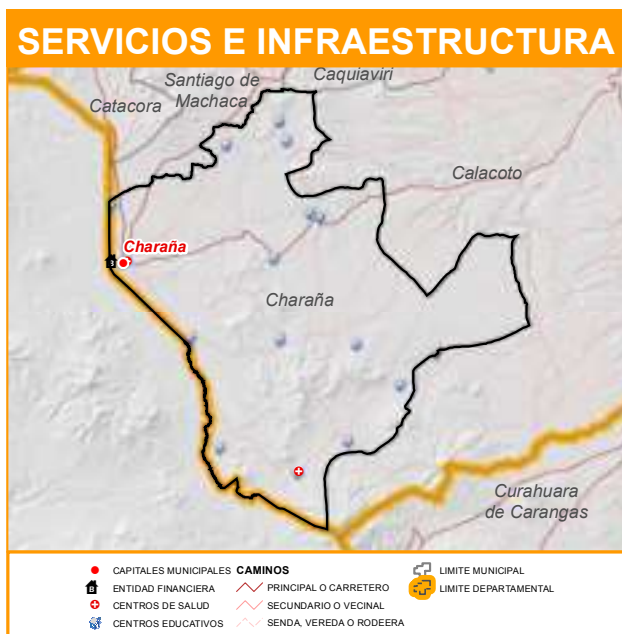 SERVICIOS E INFRAESTRUCTURA
Santiago de
Machaca
Caquiaviri
Catacora
Calacoto
Charaña
Charaña
Curahuara
de Carangas
CAPITALES MUNICIPALES
ENTIDAD FINANCIERA
CENTROS DE SALUD
CENTROS EDUCATIVOS
CAMINOS
PRINCIPAL O CARRETERO
SECUNDARIO O VECINAL
SENDA, VEREDA O RODEERA
LIMITE MUNICIPAL
LIMITE DEPARTAMENTAL